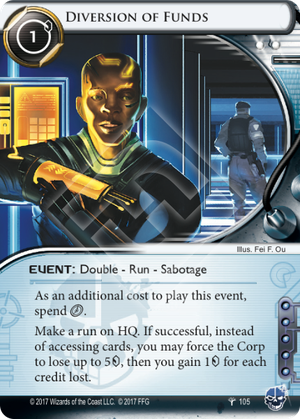 DIVERSION OF FUNDS
1
Illus. Fei F. Ou
EVENT: Double - Run - Sabotage
As an additional cost to play this event,
spend
Make a run on HQ. If successful, instead
of accessing cards, you may force the Corp
to lose up to 5, then you gain 1 for each
credit lost.
© 2017 Wizards of the Coast LLC. © 2017 FFG
105